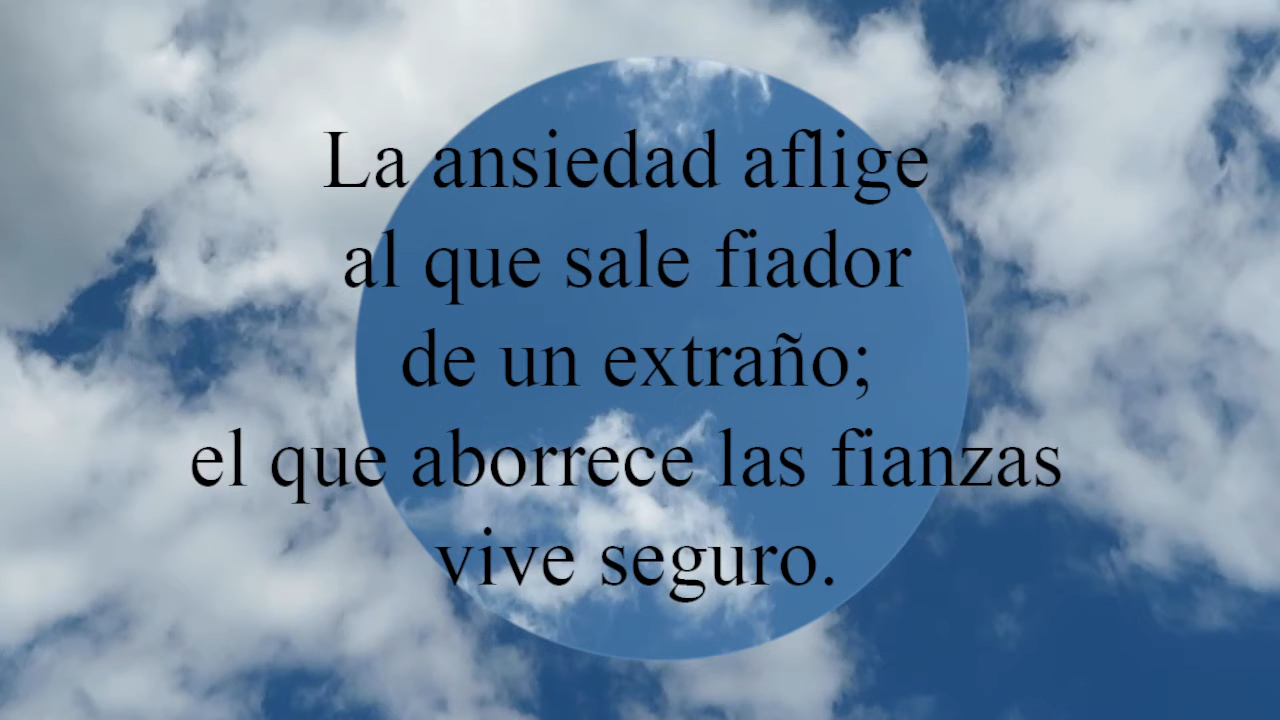 La ansiedad aflige
al que sale fiador
de un extraño;
el que aborrece las fianzas
vive seguro.